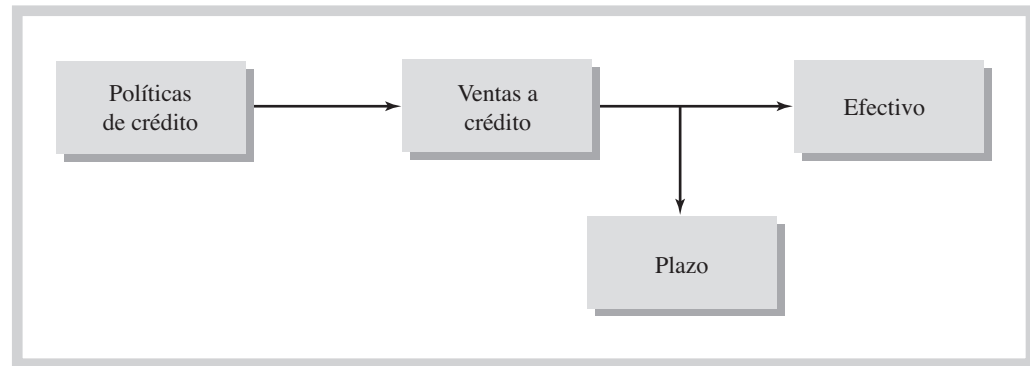 Políticas
de crédito
Ventas a
crédito
Efectivo
Plazo